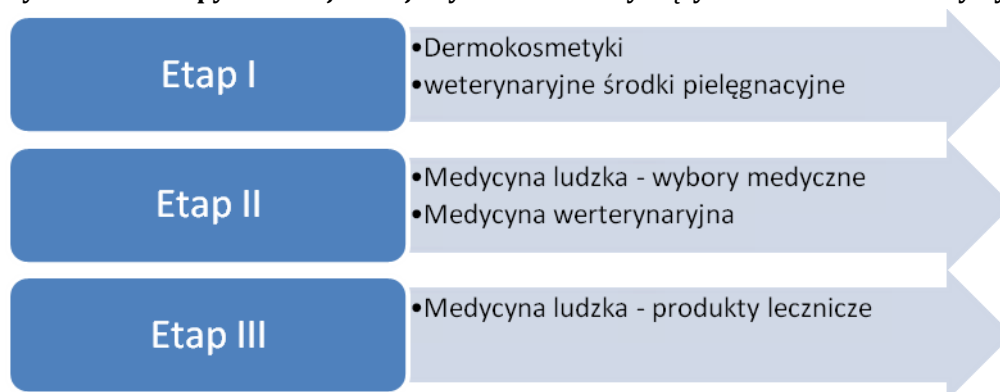 Etap I
•Dermokosmetyki
•weterynaryjne środki pielęgnacyjne
Etap II
•Medycyna ludzka - wybory medyczne
•Medycyna werterynaryjna
Etap III
•Medycyna ludzka - produkty lecznicze